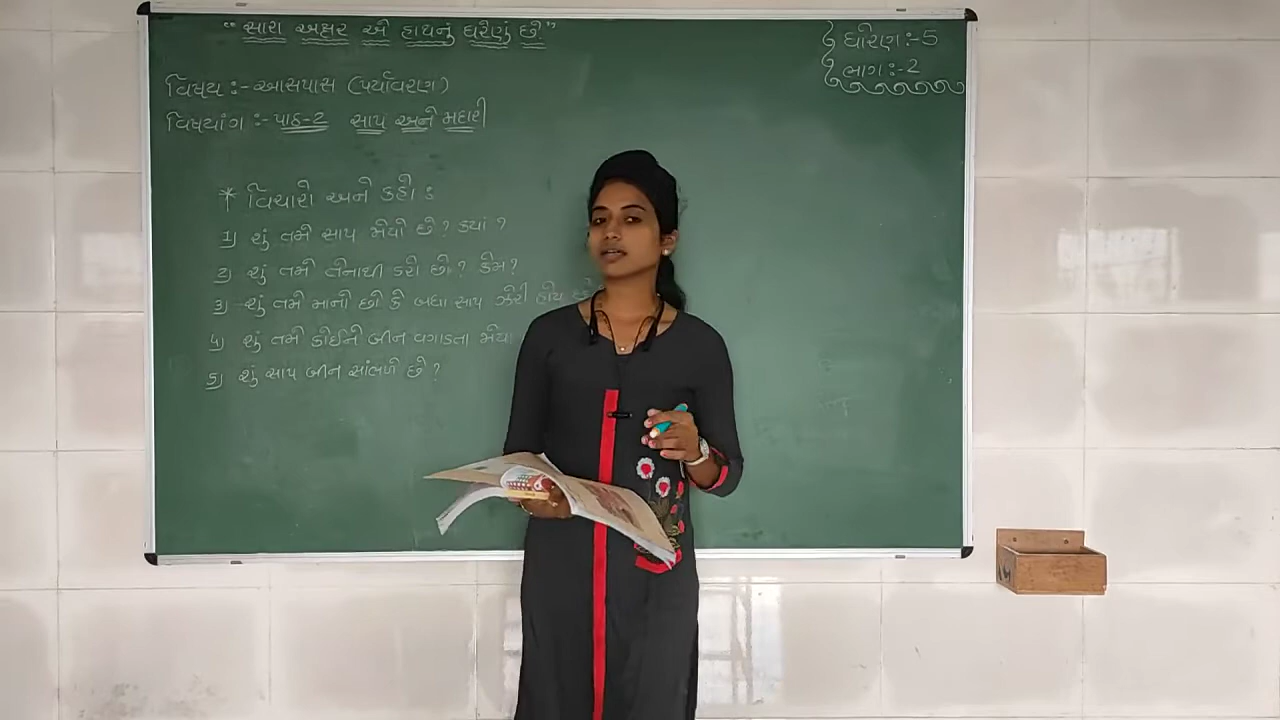 “ સારા અક્ષર એ હાથનું ઘરેણું છે ”
ધોરણ :- 5
ભાગ :- 2
વિષય :- આસપાસ (પર્યાવરણ)
વિષયાંગ :- પાઠ-2 સાપ અને મદારી
* વિચારો અને કહો :
1) શું તમે સાપ જોયો છે ? ક્યાં ?
2) શું તમે તેનાથી ડરો છો ? કેમ ?
3) શું તમે માનો છો કે બધા સાપ ઝેરી હોય
4) શું તમે કોઈને બીન વગાડતા જોયા
5) શું સાપ બીન સાંભળે છે ?